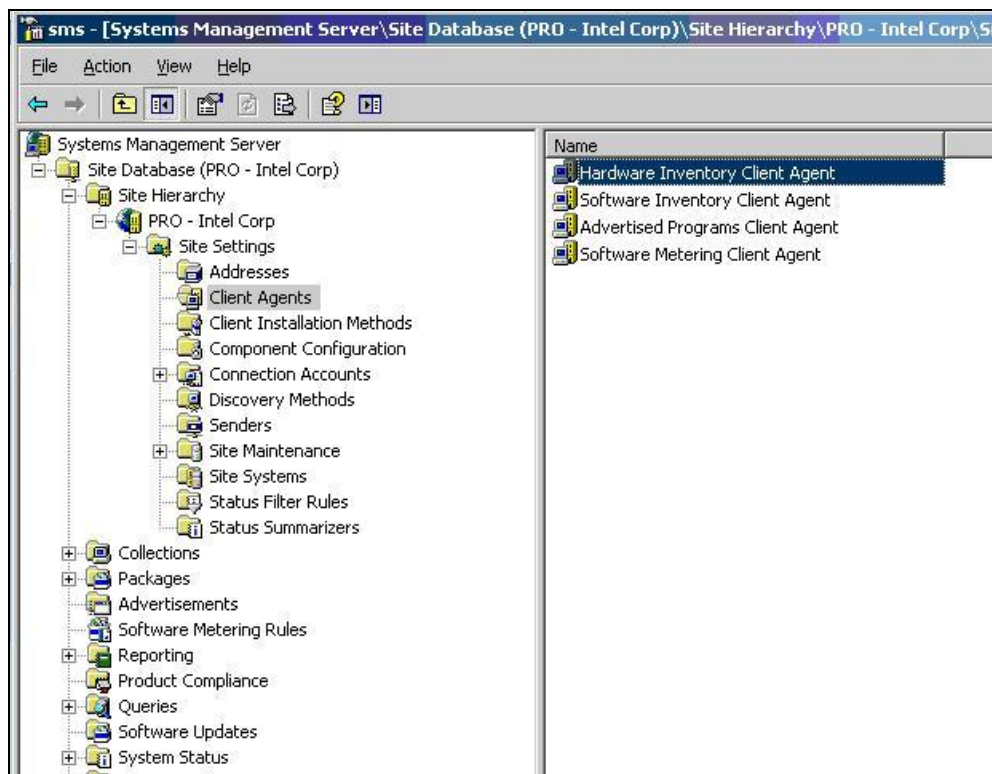 sms - [Systems Management Server\Site Database (PRO - Intel Corp)\Site Hierarchy\PRO - Intel Corp\S
File Action View Help
Systems Management Server
Site Database (PRO - Intel Corp)
Site Hierarchy
PRO - Intel Corp
Site Settings
Addresses
Client Agents
Client Installation Methods
Component Configuration
Connection Accounts
Discovery Methods
Senders
Site Maintenance
Site Systems
Status Filter Rules
Status Summarizers
Collections
Packages
Advertisements
Software Metering Rules
Reporting
Product Compliance
Queries
Software Updates
System Status
Name
Hardware Inventory Client Agent
Software Inventory Client Agent
Advertised Programs Client Agent
Software Metering Client Agent